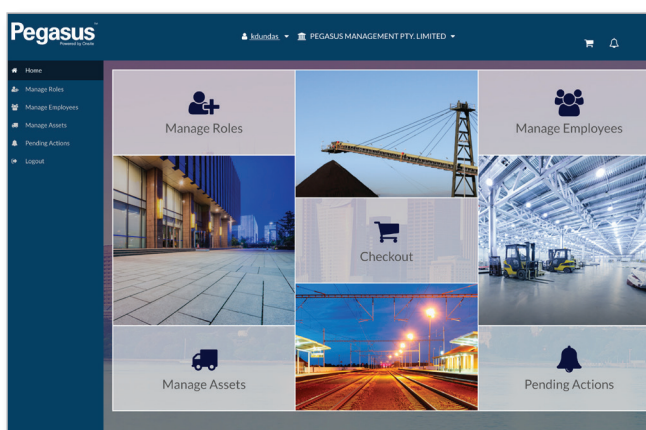 Pegasus™
Powered by Onsite
kdundas
PEGASUS MANAGEMENT PTY. LIMITED
Home
Manage Roles
Manage Employees
Manage Assets
Pending Actions
Logout
Manage Roles
Manage Employees
Checkout
Manage Assets
Pending Actions